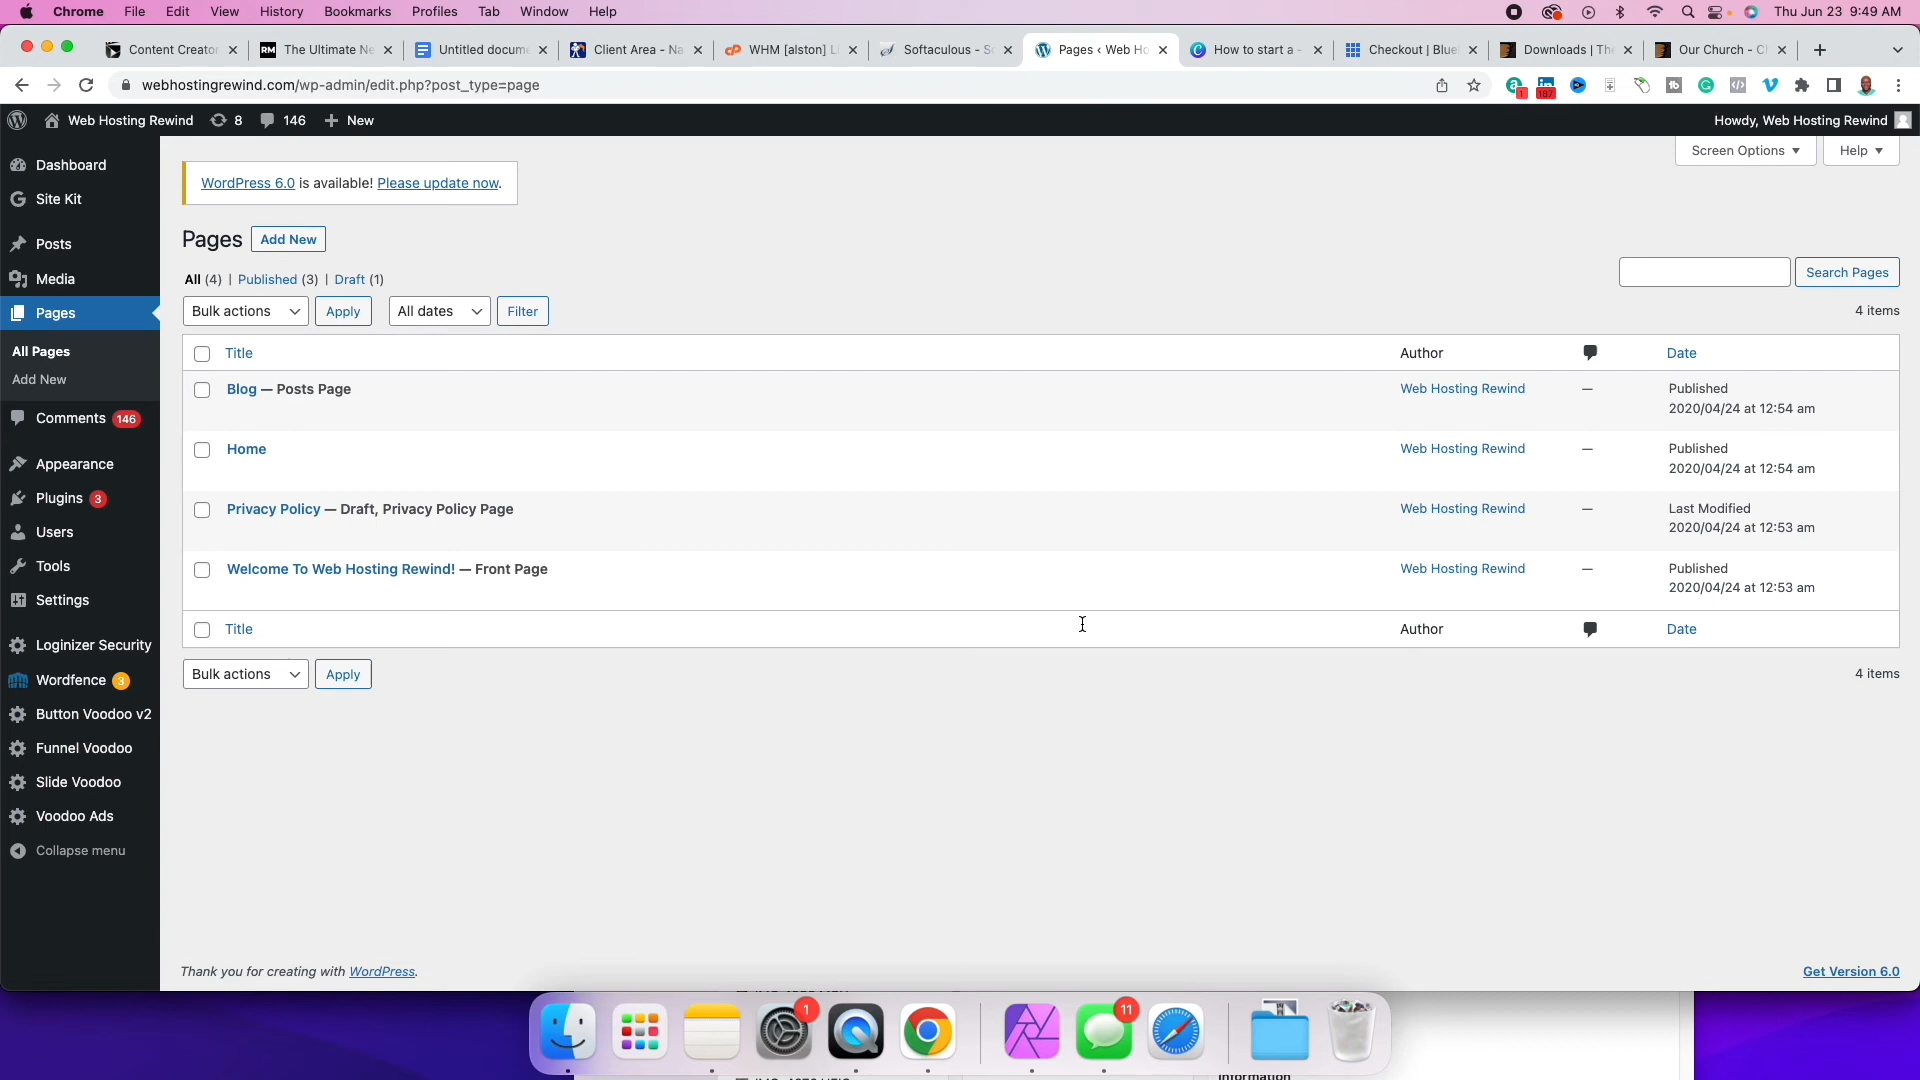 Chrome File Edit View History Bookmarks Profiles Tab Window Help Thu Jun 23 9:49 AM
Content Creator The Ultimate Ne Untitled docume Client Area - Na WHM [alston] Li Softaculous - S Pages ‹ Web Ho How to start a - Checkout | Blue Downloads | The Our Church - C
webhostingrewind.com/wp-admin/edit.php?post_type=page
1 187
Web Hosting Rewind 8 146 New Howdy, Web Hosting Rewind
Screen Options Help
Dashboard
Site Kit
Posts
Media
Pages
All Pages
Add New
Comments 146
Appearance
Plugins 3
Users
Tools
Settings
Loginizer Security
Wordfence 3
Button Voodoo v2
Funnel Voodoo
Slide Voodoo
Voodoo Ads
Collapse menu
WordPress 6.0 is available! Please update now.
Pages Add New
All (4) | Published (3) | Draft (1)
Search Pages
Bulk actions Apply All dates Filter 4 items
Title Author Date
Blog — Posts Page Web Hosting Rewind — Published
2020/04/24 at 12:54 am
Home Web Hosting Rewind — Published
2020/04/24 at 12:54 am
Privacy Policy — Draft, Privacy Policy Page Web Hosting Rewind — Last Modified
2020/04/24 at 12:53 am
Welcome To Web Hosting Rewind! — Front Page Web Hosting Rewind — Published
2020/04/24 at 12:53 am
Title Author Date
Bulk actions Apply 4 items
Thank you for creating with WordPress. Get Version 6.0
1 11
Information